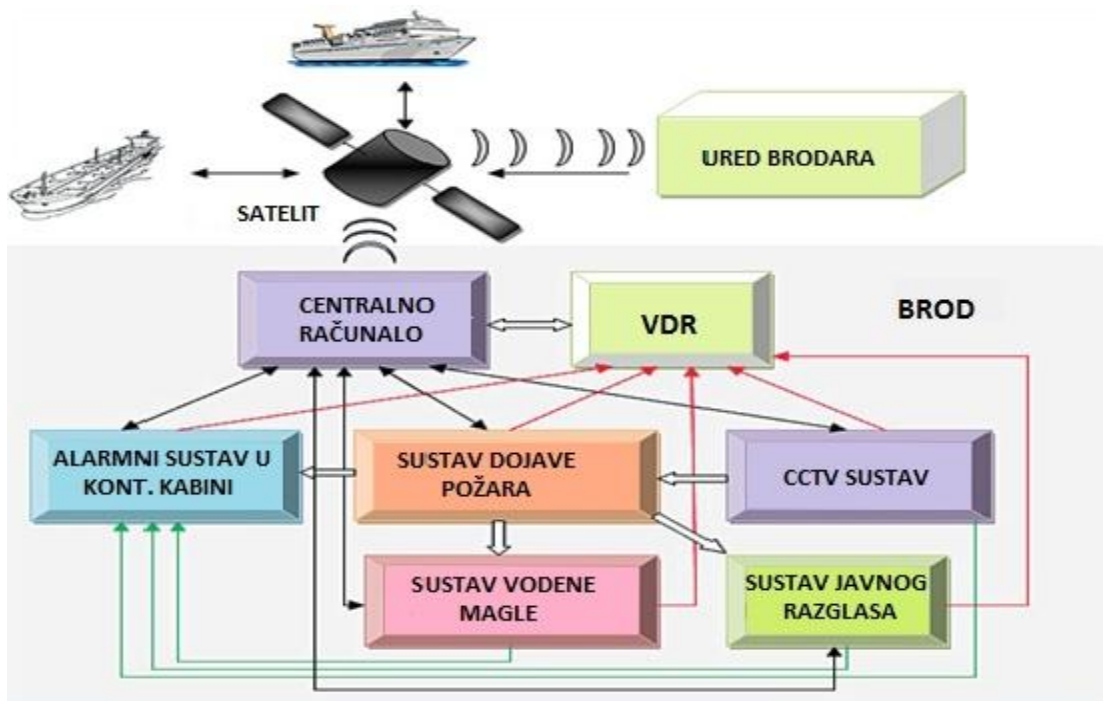 URED BRODARA
SATELIT
CENTRALNO
RAČUNALO
VDR
BROD
ALARMNI SUSTAV U
KONT. KABINI
SUSTAV DOJAVE
POŽARA
CCTV SUSTAV
SUSTAV VODENE
MAGLE
SUSTAV JAVNOG
RAZGLASA